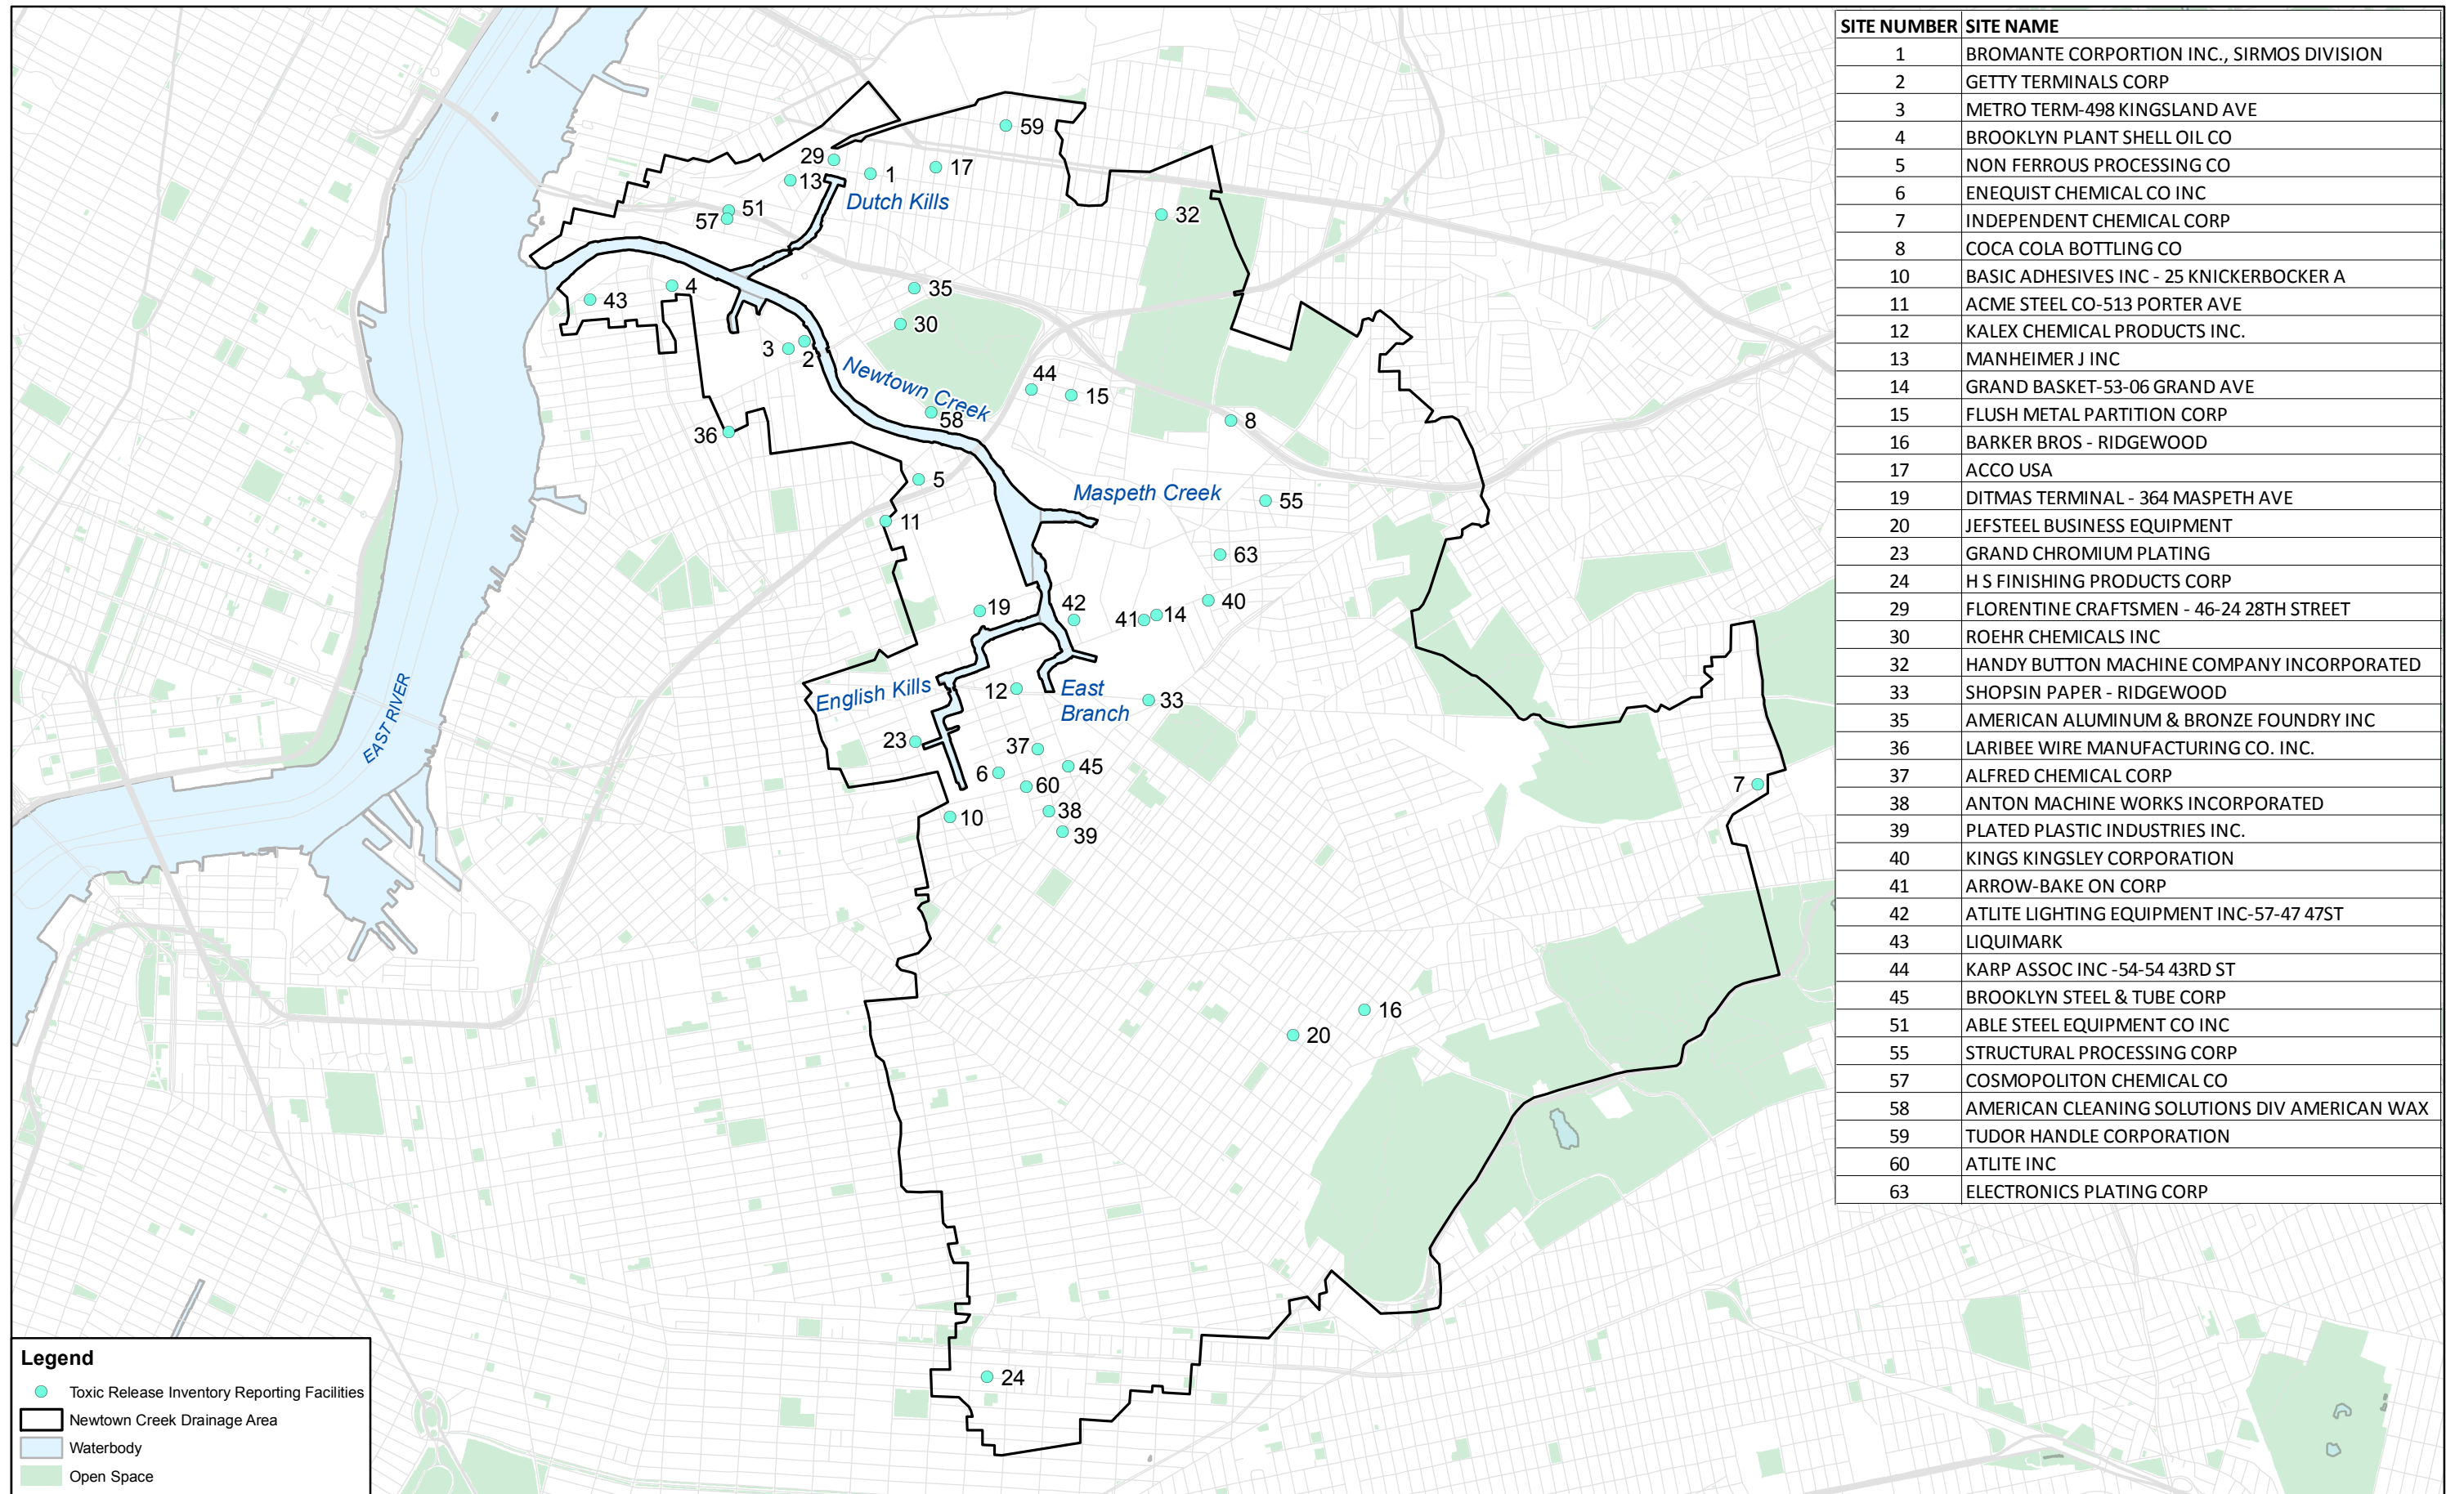 SITE NUMBER SITE NAME
1 BROMANTE CORPORTION INC., SIRMOS DIVISION
2 GETTY TERMINALS CORP
3 METRO TERM-498 KINGSLAND AVE
4 BROOKLYN PLANT SHELL OIL CO
5 NON FERROUS PROCESSING CO
6 ENEQUIST CHEMICAL CO INC
7 INDEPENDENT CHEMICAL CORP
8 COCA COLA BOTTLING CO
10 BASIC ADHESIVES INC - 25 KNICKERBOCKER A
11 ACME STEEL CO-513 PORTER AVE
12 KALEX CHEMICAL PRODUCTS INC.
13 MANHEIMER J INC
14 GRAND BASKET-53-06 GRAND AVE
15 FLUSH METAL PARTITION CORP
16 BARKER BROS - RIDGEWOOD
17 ACCO USA
19 DITMAS TERMINAL - 364 MASPETH AVE
20 JEFSTEEL BUSINESS EQUIPMENT
23 GRAND CHROMIUM PLATING
24 H S FINISHING PRODUCTS CORP
29 FLORENTINE CRAFTSMEN - 46-24 28TH STREET
30 ROEHR CHEMICALS INC
32 HANDY BUTTON MACHINE COMPANY INCORPORATED
33 SHOPSIN PAPER - RIDGEWOOD
35 AMERICAN ALUMINUM & BRONZE FOUNDRY INC
36 LARIBEE WIRE MANUFACTURING CO. INC.
37 ALFRED CHEMICAL CORP
38 ANTON MACHINE WORKS INCORPORATED
39 PLATED PLASTIC INDUSTRIES INC.
40 KINGS KINGSLEY CORPORATION
41 ARROW-BAKE ON CORP
42 ATLITE LIGHTING EQUIPMENT INC-57-47 47ST
43 LIQUIMARK
44 KARP ASSOC INC -54-54 43RD ST
45 BROOKLYN STEEL & TUBE CORP
51 ABLE STEEL EQUIPMENT CO INC
55 STRUCTURAL PROCESSING CORP
57 COSMOPOLITON CHEMICAL CO
58 AMERICAN CLEANING SOLUTIONS DIV AMERICAN WAX
59 TUDOR HANDLE CORPORATION
60 ATLITE INC
63 ELECTRONICS PLATING CORP
59
29
17
1
13
Dutch Kills
51
32
57
4
35
43
30
3
2
Newtown Creek
44
15
58
8
36
5
Maspeth Creek
55
11
63
40
19
42
41
14
English Kills
12
East
Branch
33
EAST RIVER
23
37
45
6
60
7
38
10
39
16
20
24
Legend
Toxic Release Inventory Reporting Facilities
Newtown Creek Drainage Area
Waterbody
Open Space